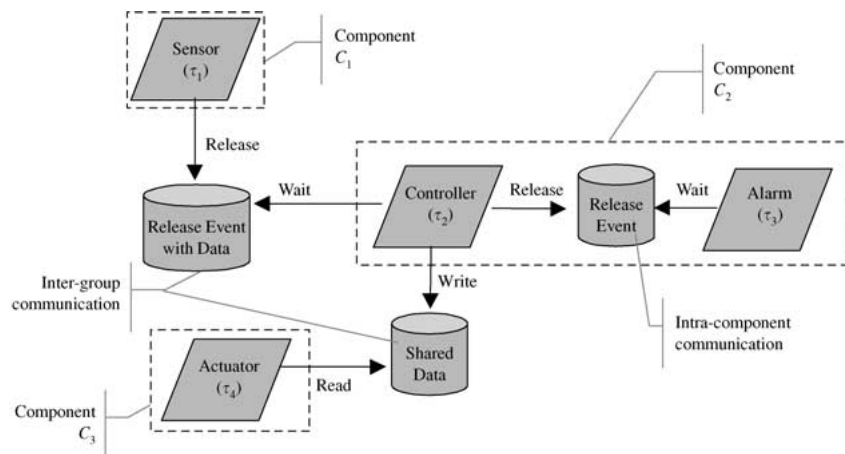 Sensor
(τ1)
Component
C1
Component
C2
Release
Wait
Controller
(τ2)
Release
Release
Event
Wait
Alarm
(τ3)
Release Event
with Data
Write
Inter-group
communication
Intra-component
communication
Actuator
(τ4)
Read
Shared
Data
Component
C3